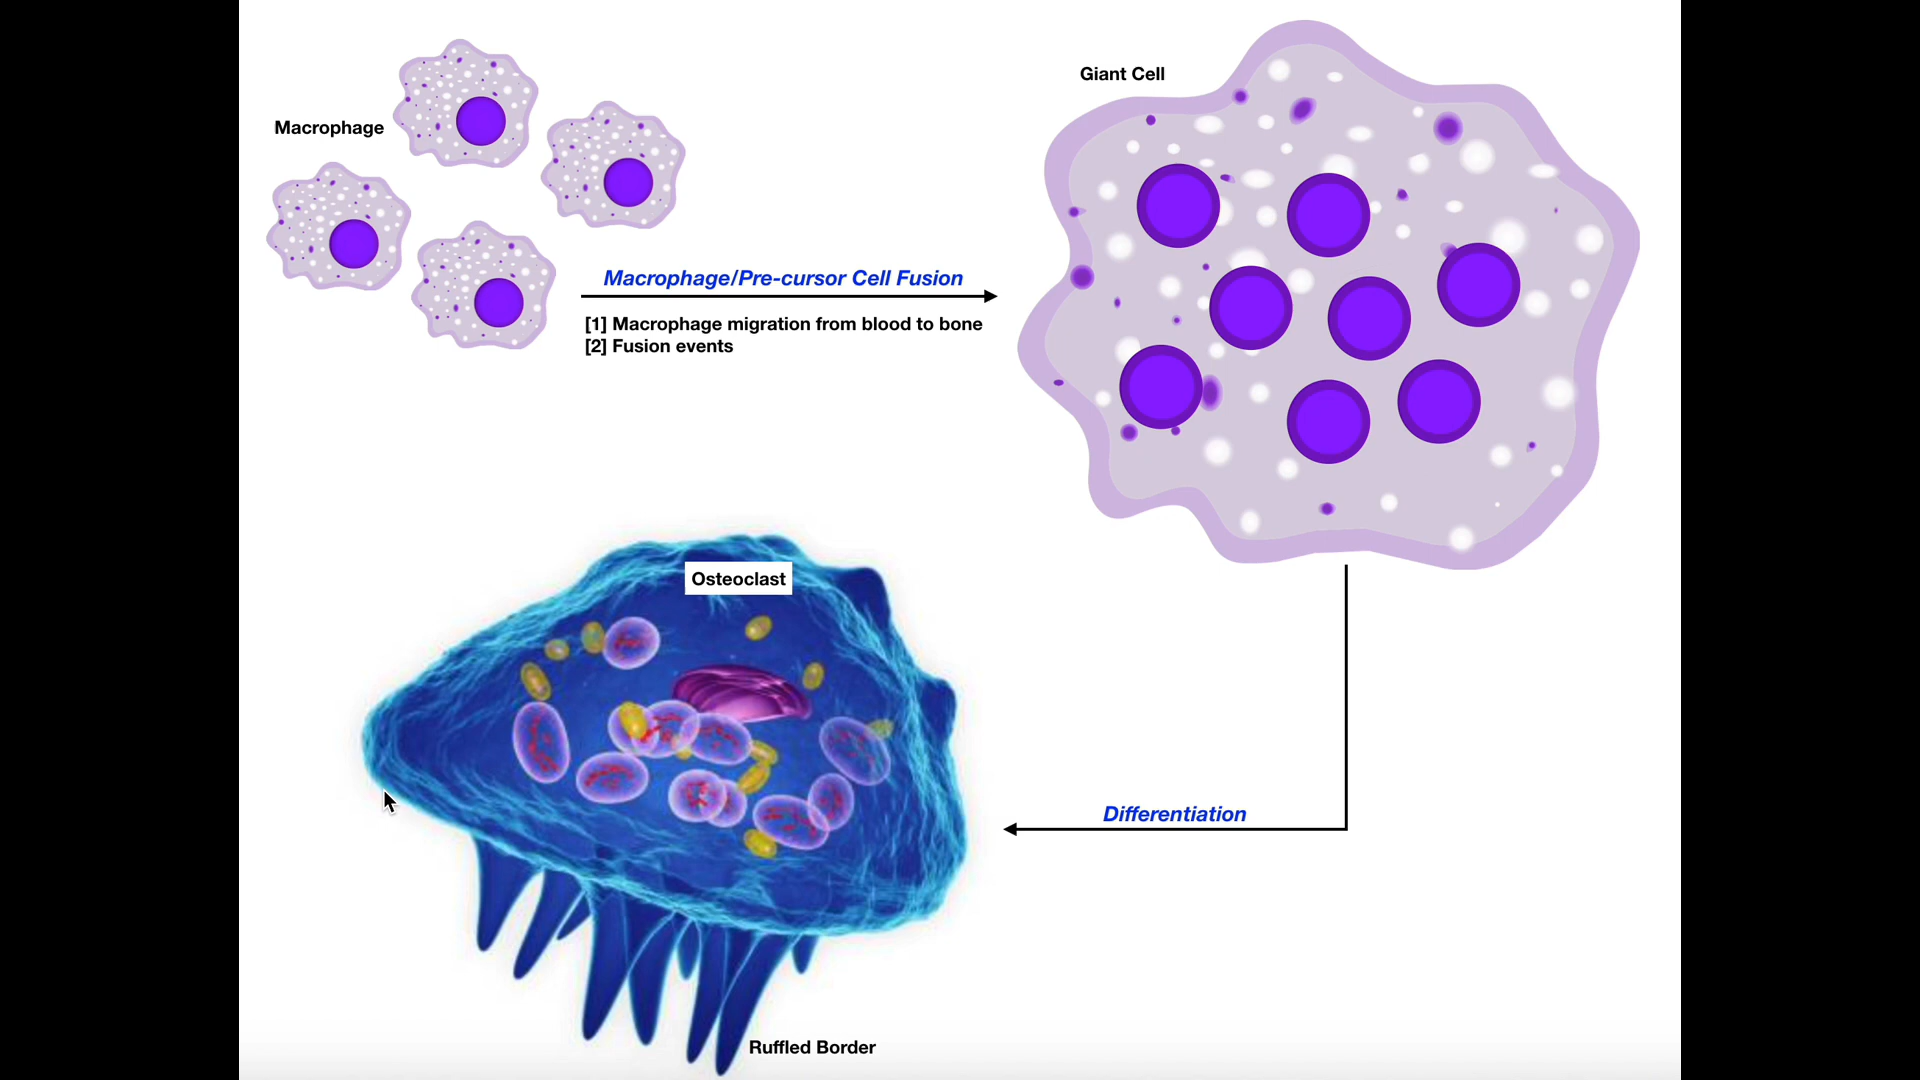 Macrophage
Giant Cell
Macrophage/Pre-cursor Cell Fusion
[1] Macrophage migration from blood to bone
[2] Fusion events
Differentiation
Osteoclast
Ruffled Border